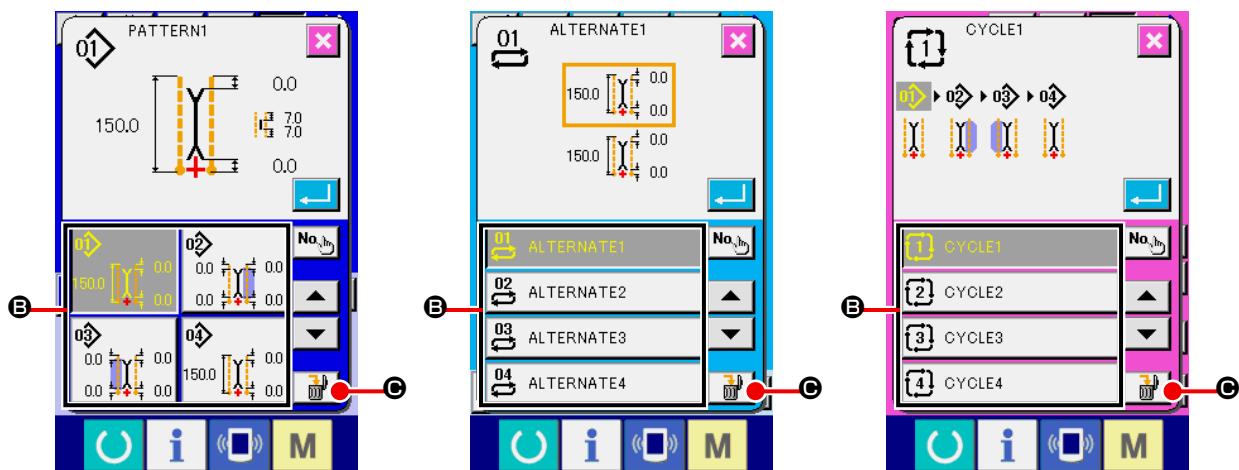 01 PATTERN1
0.0
150.0
7.0
7.0
0.0
01
150.0 0.0
0.0
02
0.0 0.0
0.0 0.0
No.
03
0.0 0.0
0.0 0.0
04
150.0 0.0
0.0
B
C
i
M
01 ALTERNATE1
150.0 0.0
0.0
150.0 0.0
0.0
01 ALTERNATE1
No.
02 ALTERNATE2
03 ALTERNATE3
04 ALTERNATE4
B
C
i
M
1 CYCLE1
01 02 03 04
1 CYCLE1
No.
2 CYCLE2
3 CYCLE3
4 CYCLE4
B
C
i
M